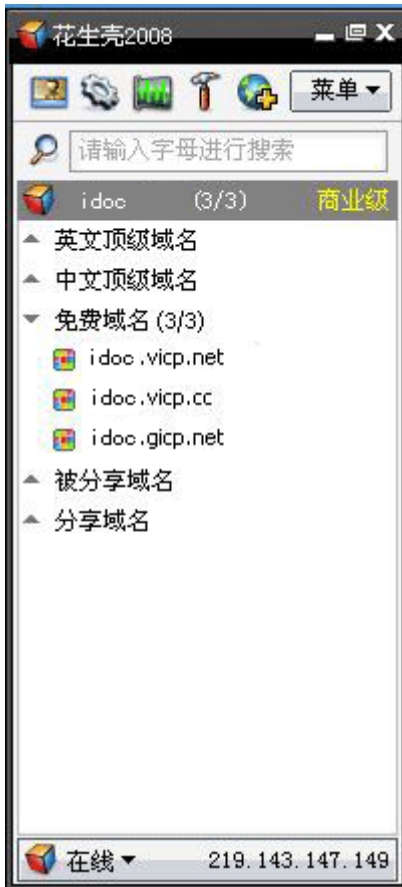 花生壳2008
菜单
请输入字母进行搜索
idoc (3/3) 商业级
英文顶级域名
中文顶级域名
免费域名 (3/3)
idoc.vicp.net
idoc.vicp.cc
idoc.gicp.net
被分享域名
分享域名
在线 219.143.147.149